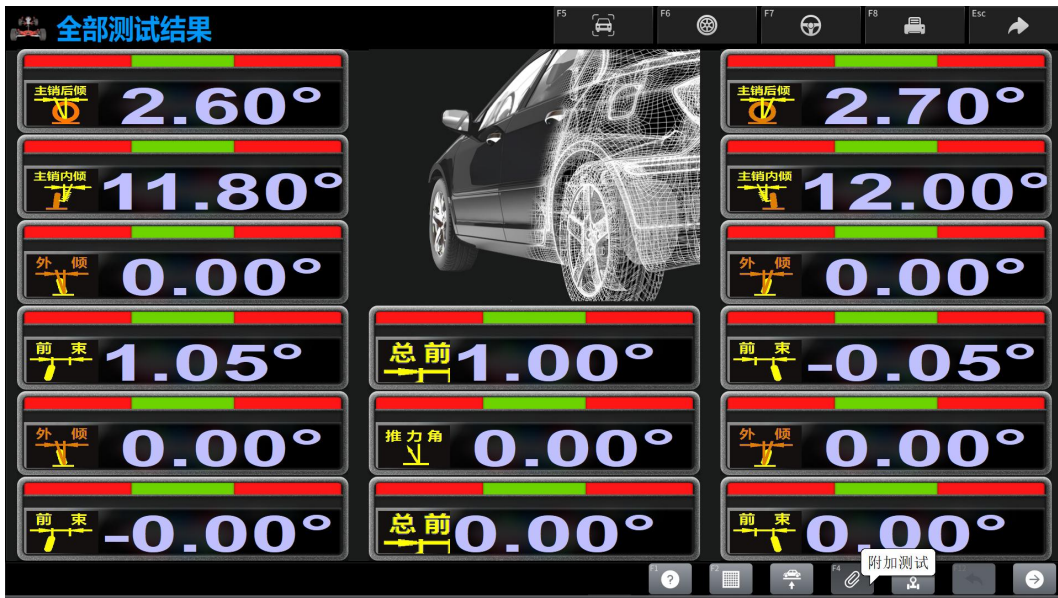 全部测试结果
F5
F6
F7
F8
Esc
主销后倾 2.60°
主销后倾 2.70°
主销内倾 11.80°
主销内倾 12.00°
外倾 0.00°
外倾 0.00°
前束 1.05°
总前 1.00°
前束 -0.05°
外倾 0.00°
推力角 0.00°
外倾 0.00°
前束 -0.00°
总前 0.00°
前束 0.00°
附加测试
F1
?
F2
F4